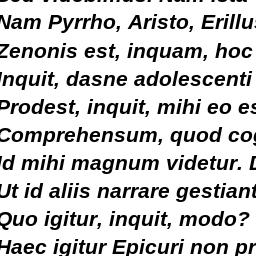 Nam Pyrrho, Aristo, Erillus
Zenonis est, inquam, hoc
Inquit, dasne adolescenti
Prodest, inquit, mihi eo es
Comprehensum, quod cog
Id mihi magnum videtur. D
Ut id aliis narrare gestiant
Quo igitur, inquit, modo?
Haec igitur Epicuri non pr